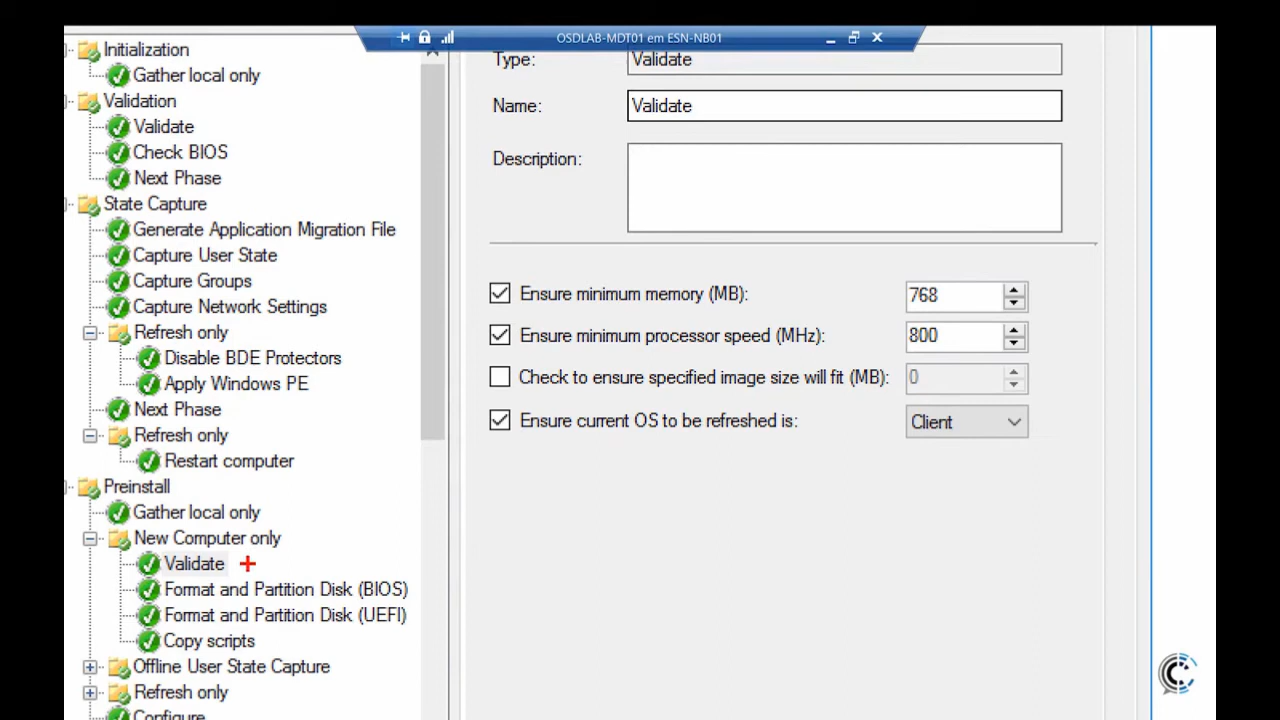 OSDLAB-MDT01 em ESN-NB01
Initialization
Gather local only
Validation
Validate
Check BIOS
Next Phase
State Capture
Generate Application Migration File
Capture User State
Capture Groups
Capture Network Settings
Refresh only
Disable BDE Protectors
Apply Windows PE
Next Phase
Refresh only
Restart computer
Preinstall
Gather local only
New Computer only
Validate
Format and Partition Disk (BIOS)
Format and Partition Disk (UEFI)
Copy scripts
Offline User State Capture
Refresh only
Configure
Type: Validate
Name: Validate
Description:
Ensure minimum memory (MB): 768
Ensure minimum processor speed (MHz): 800
Check to ensure specified image size will fit (MB): 0
Ensure current OS to be refreshed is: Client